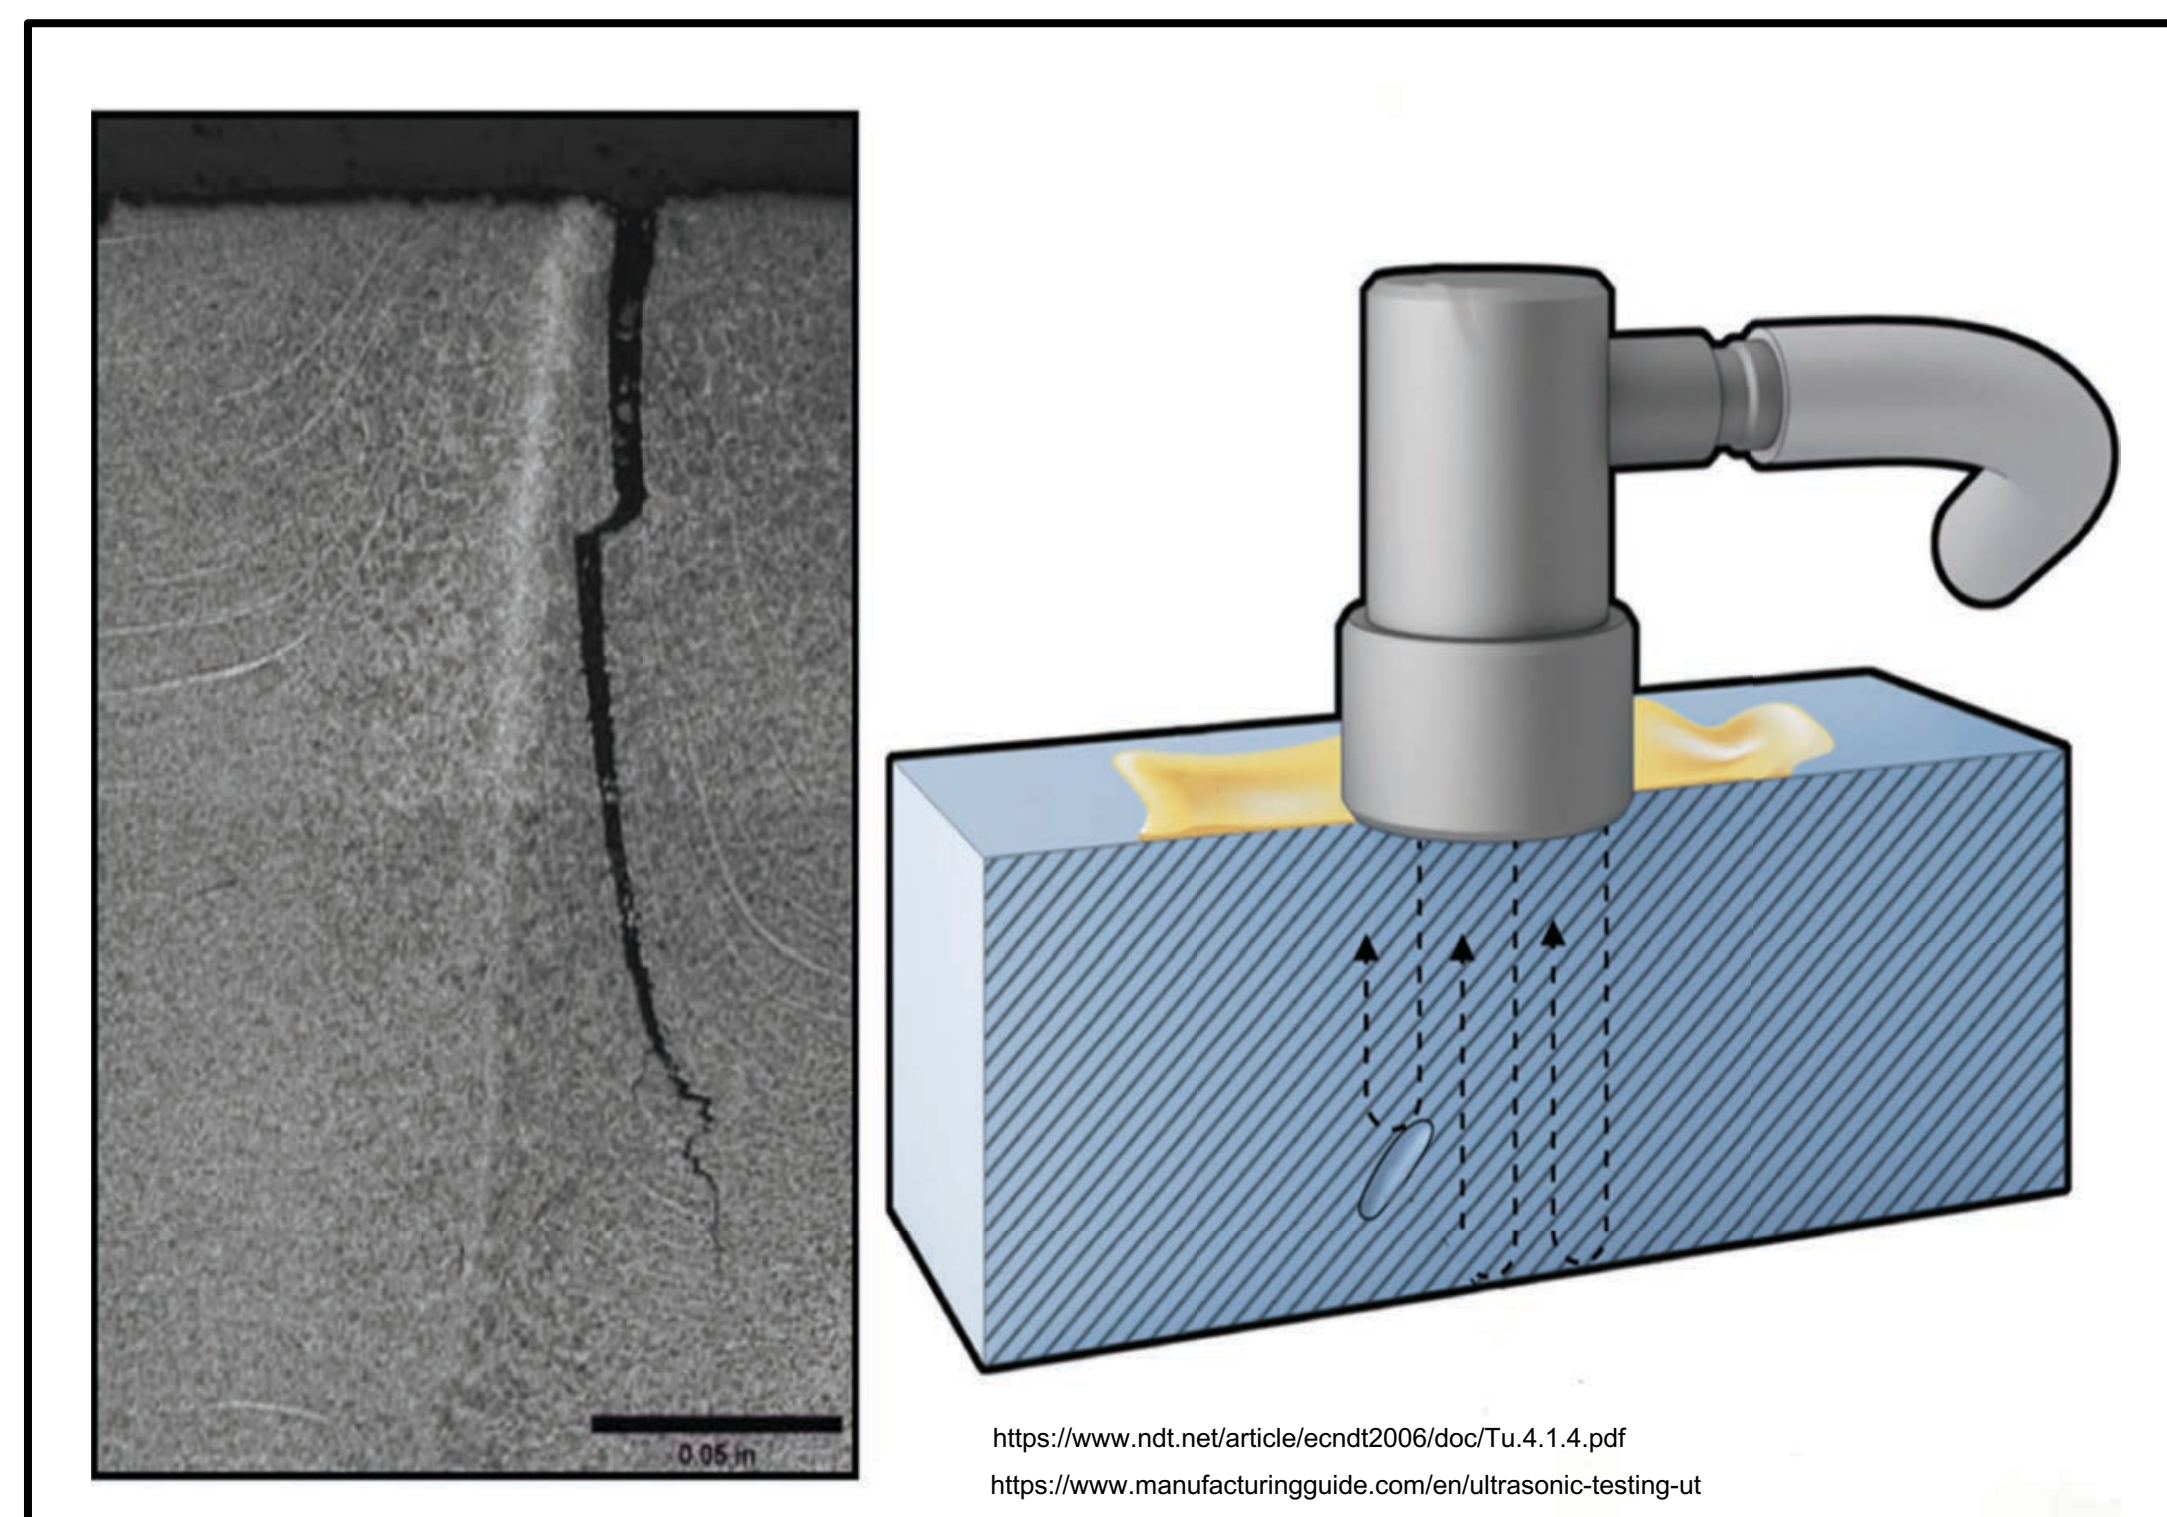 0.05 in
https://www.ndt.net/article/ecndt2006/doc/Tu.4.1.4.pdf
https://www.manufacturingguide.com/en/ultrasonic-testing-ut